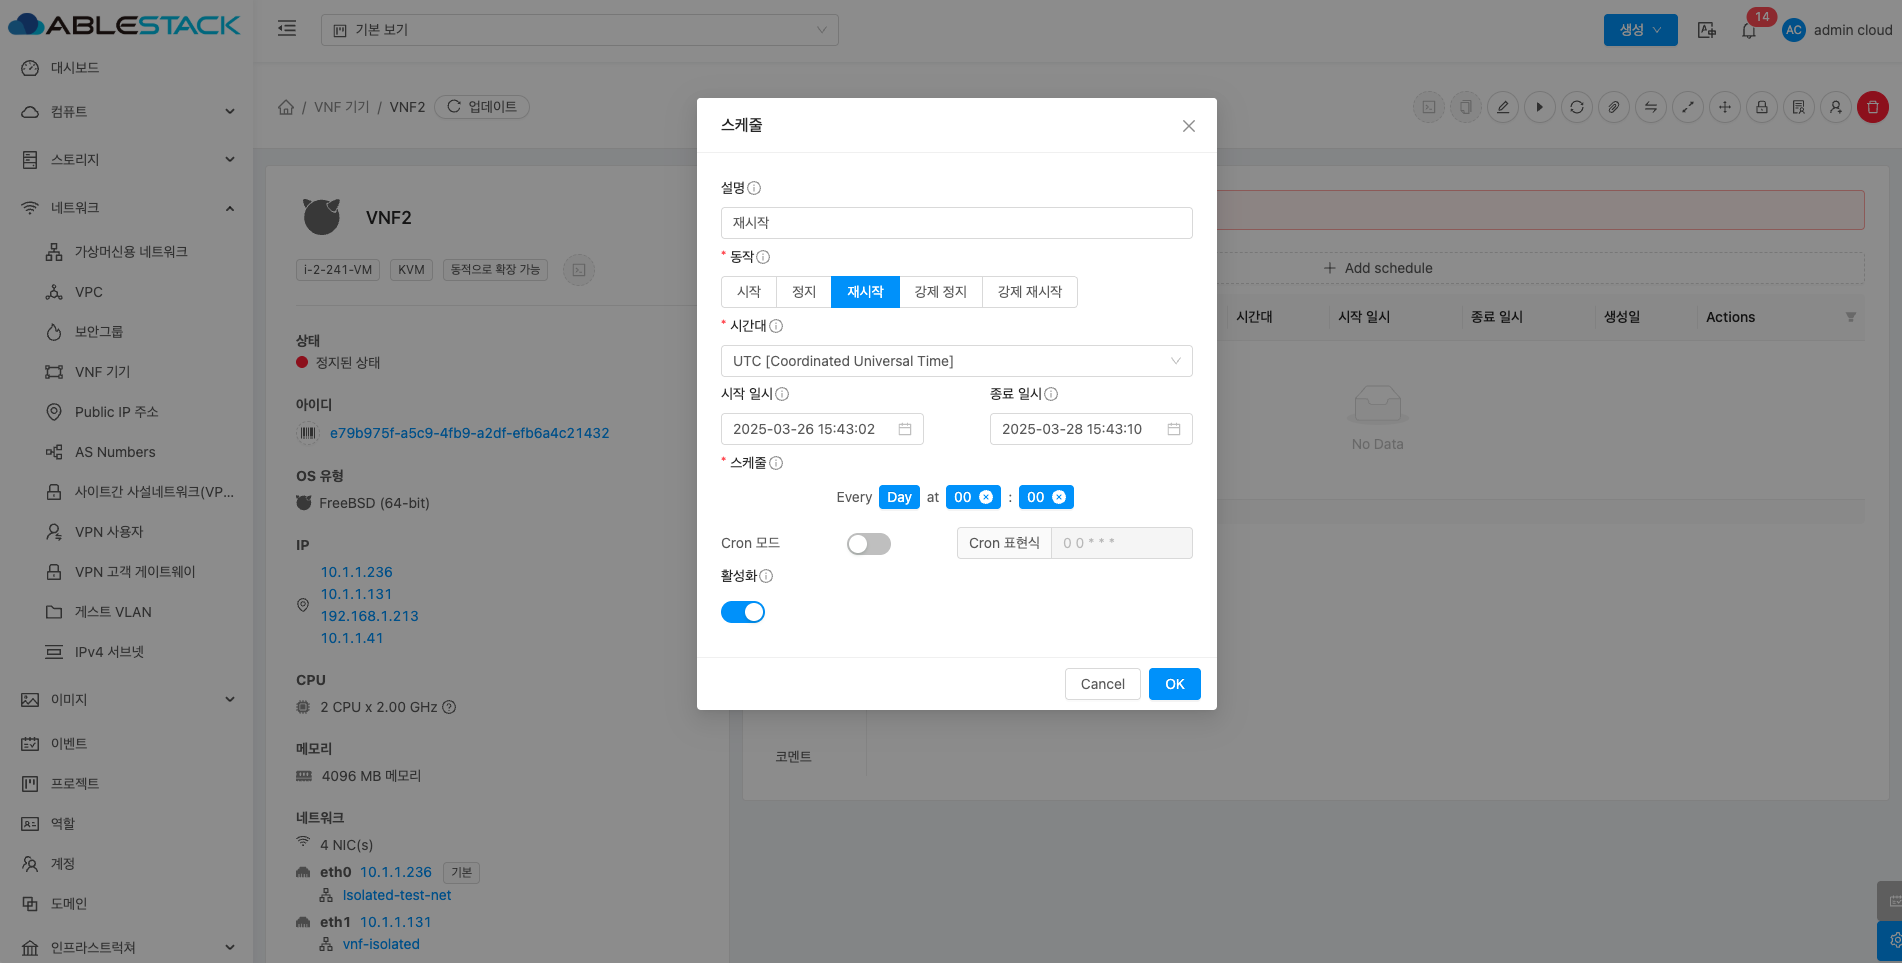 ABLESTACK
기본 보기
생성
14
AC
admin cloud
대시보드
컴퓨트
스토리지
네트워크
가상머신용 네트워크
VPC
보안그룹
VNF 기기
Public IP 주소
AS Numbers
사이트간 사설네트워크(VP...
VPN 사용자
VPN 고객 게이트웨이
게스트 VLAN
IPv4 서브넷
이미지
이벤트
프로젝트
역할
계정
도메인
인프라스트럭쳐
/ VNF 기기 / VNF2
업데이트
VNF2
i-2-241-VM
KVM
동적으로 확장 가능
상태
정지된 상태
아이디
e79b975f-a5c9-4fb9-a2df-efb6a4c21432
OS 유형
FreeBSD (64-bit)
IP
10.1.1.236
10.1.1.131
192.168.1.213
10.1.1.41
CPU
2 CPU x 2.00 GHz
메모리
4096 MB 메모리
네트워크
4 NIC(s)
eth0 10.1.1.236 기본
Isolated-test-net
eth1 10.1.1.131
vnf-isolated
스케줄
설명
재시작
* 동작
시작 정지 재시작 강제 정지 강제 재시작
* 시간대
UTC [Coordinated Universal Time]
시작 일시 종료 일시
2025-03-26 15:43:02 2025-03-28 15:43:10
* 스케줄
Every Day at 00 : 00
Cron 모드 Cron 표현식 0 0 * * *
활성화
Cancel OK
+ Add schedule
시간대 시작 일시 종료 일시 생성일 Actions
No Data
코멘트